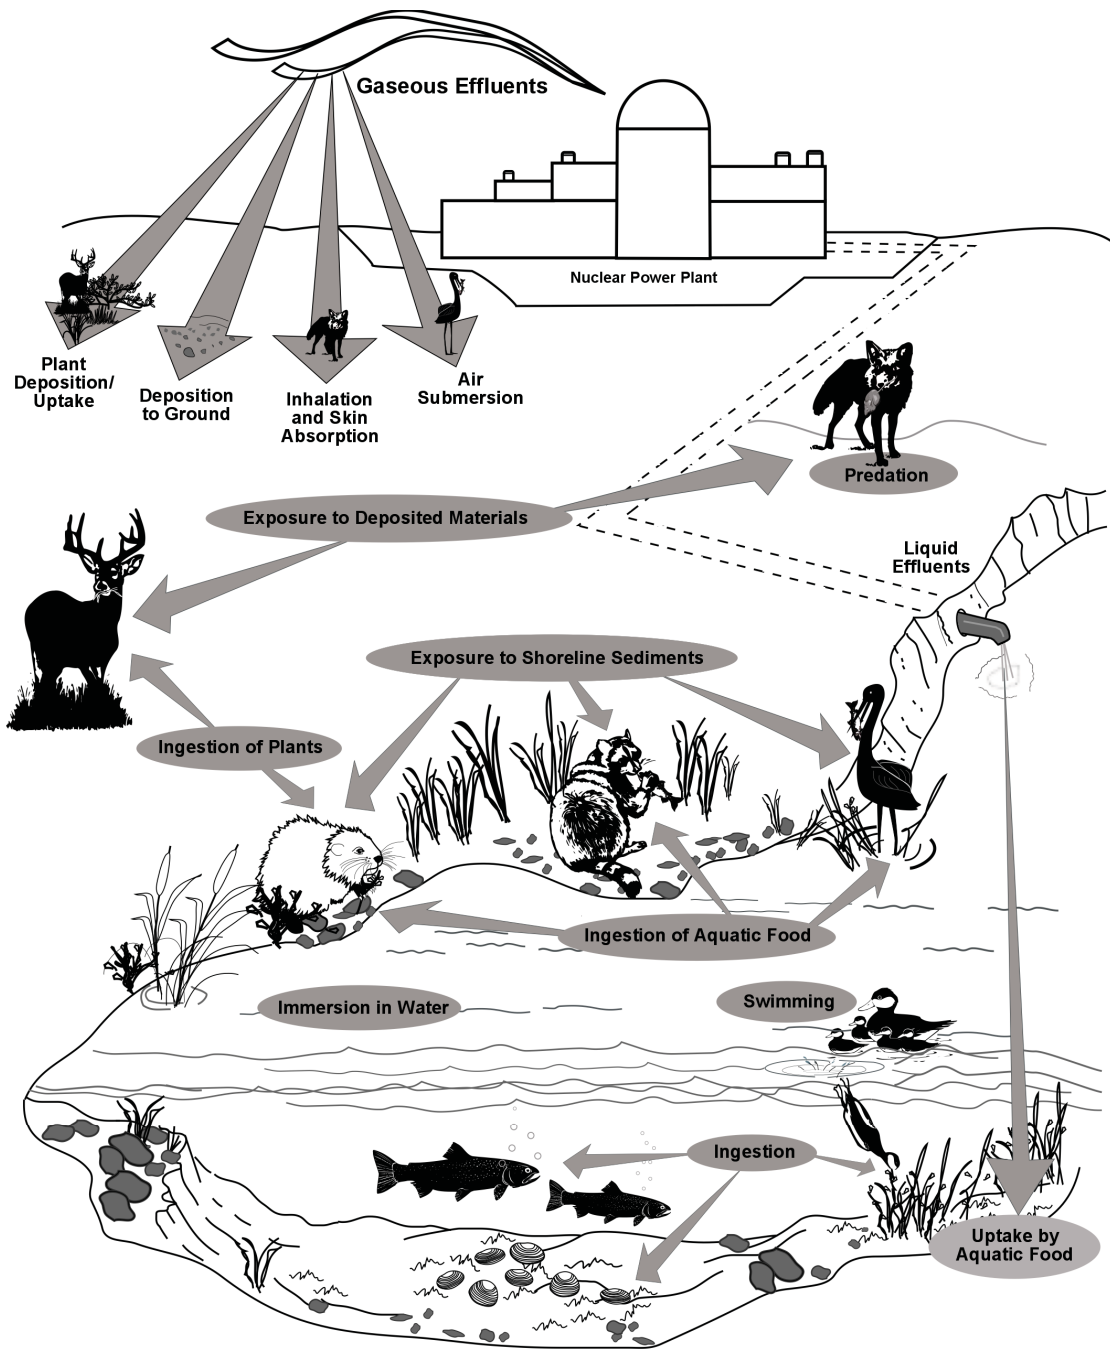 Gaseous Effluents
Nuclear Power Plant
Plant
Deposition/
Uptake
Deposition
to Ground
Inhalation
and Skin
Absorption
Air
Submersion
Predation
Exposure to Deposited Materials
Liquid
Effluents
Exposure to Shoreline Sediments
Ingestion of Plants
Ingestion of Aquatic Food
Immersion in Water
Swimming
Ingestion
Uptake by
Aquatic Food